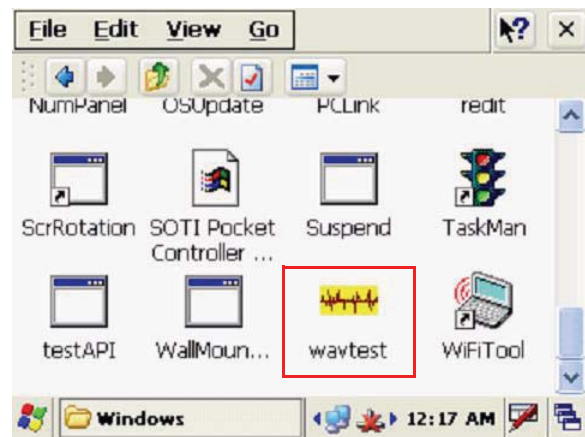 File Edit View Go
NumPanel OSUpdate PCLink redit
ScrRotation SOTI Pocket Controller ... Suspend TaskMan
testAPI WallMoun... wavtest WiFiTool
Windows 12:17 AM